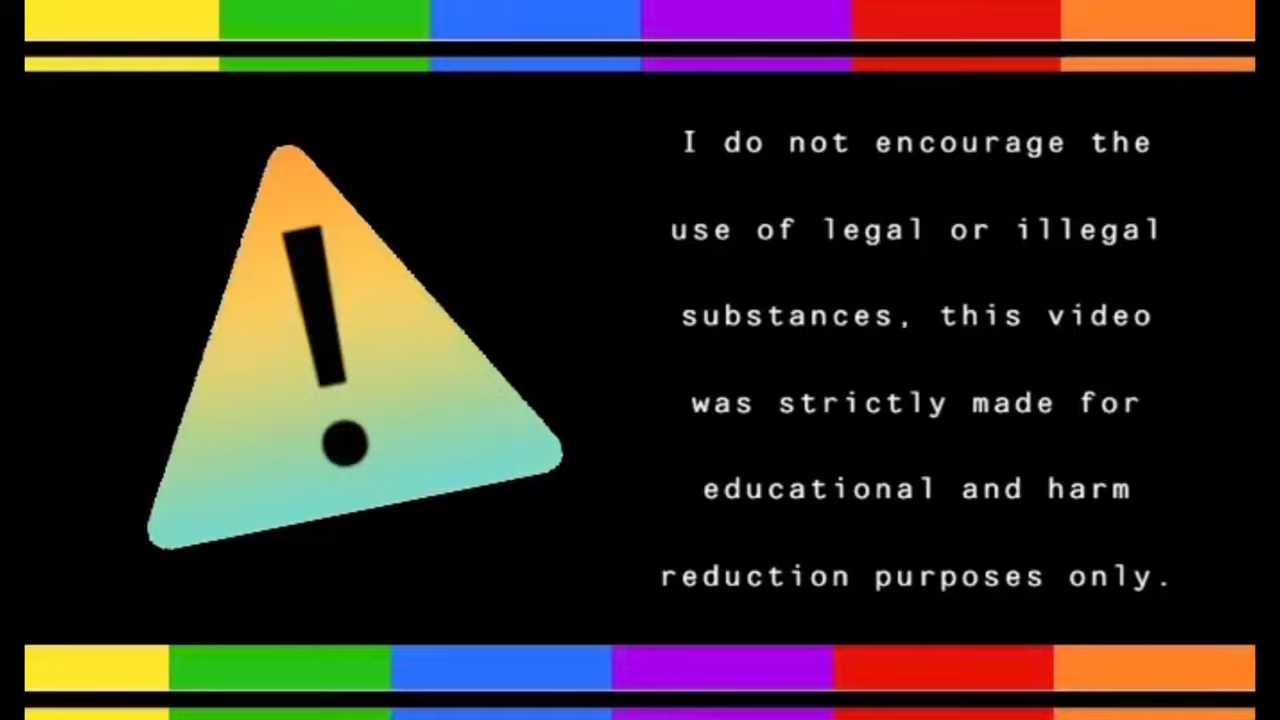 I do not encourage the
use of legal or illegal
substances, this video
was strictly made for
educational and harm
reduction purposes only.